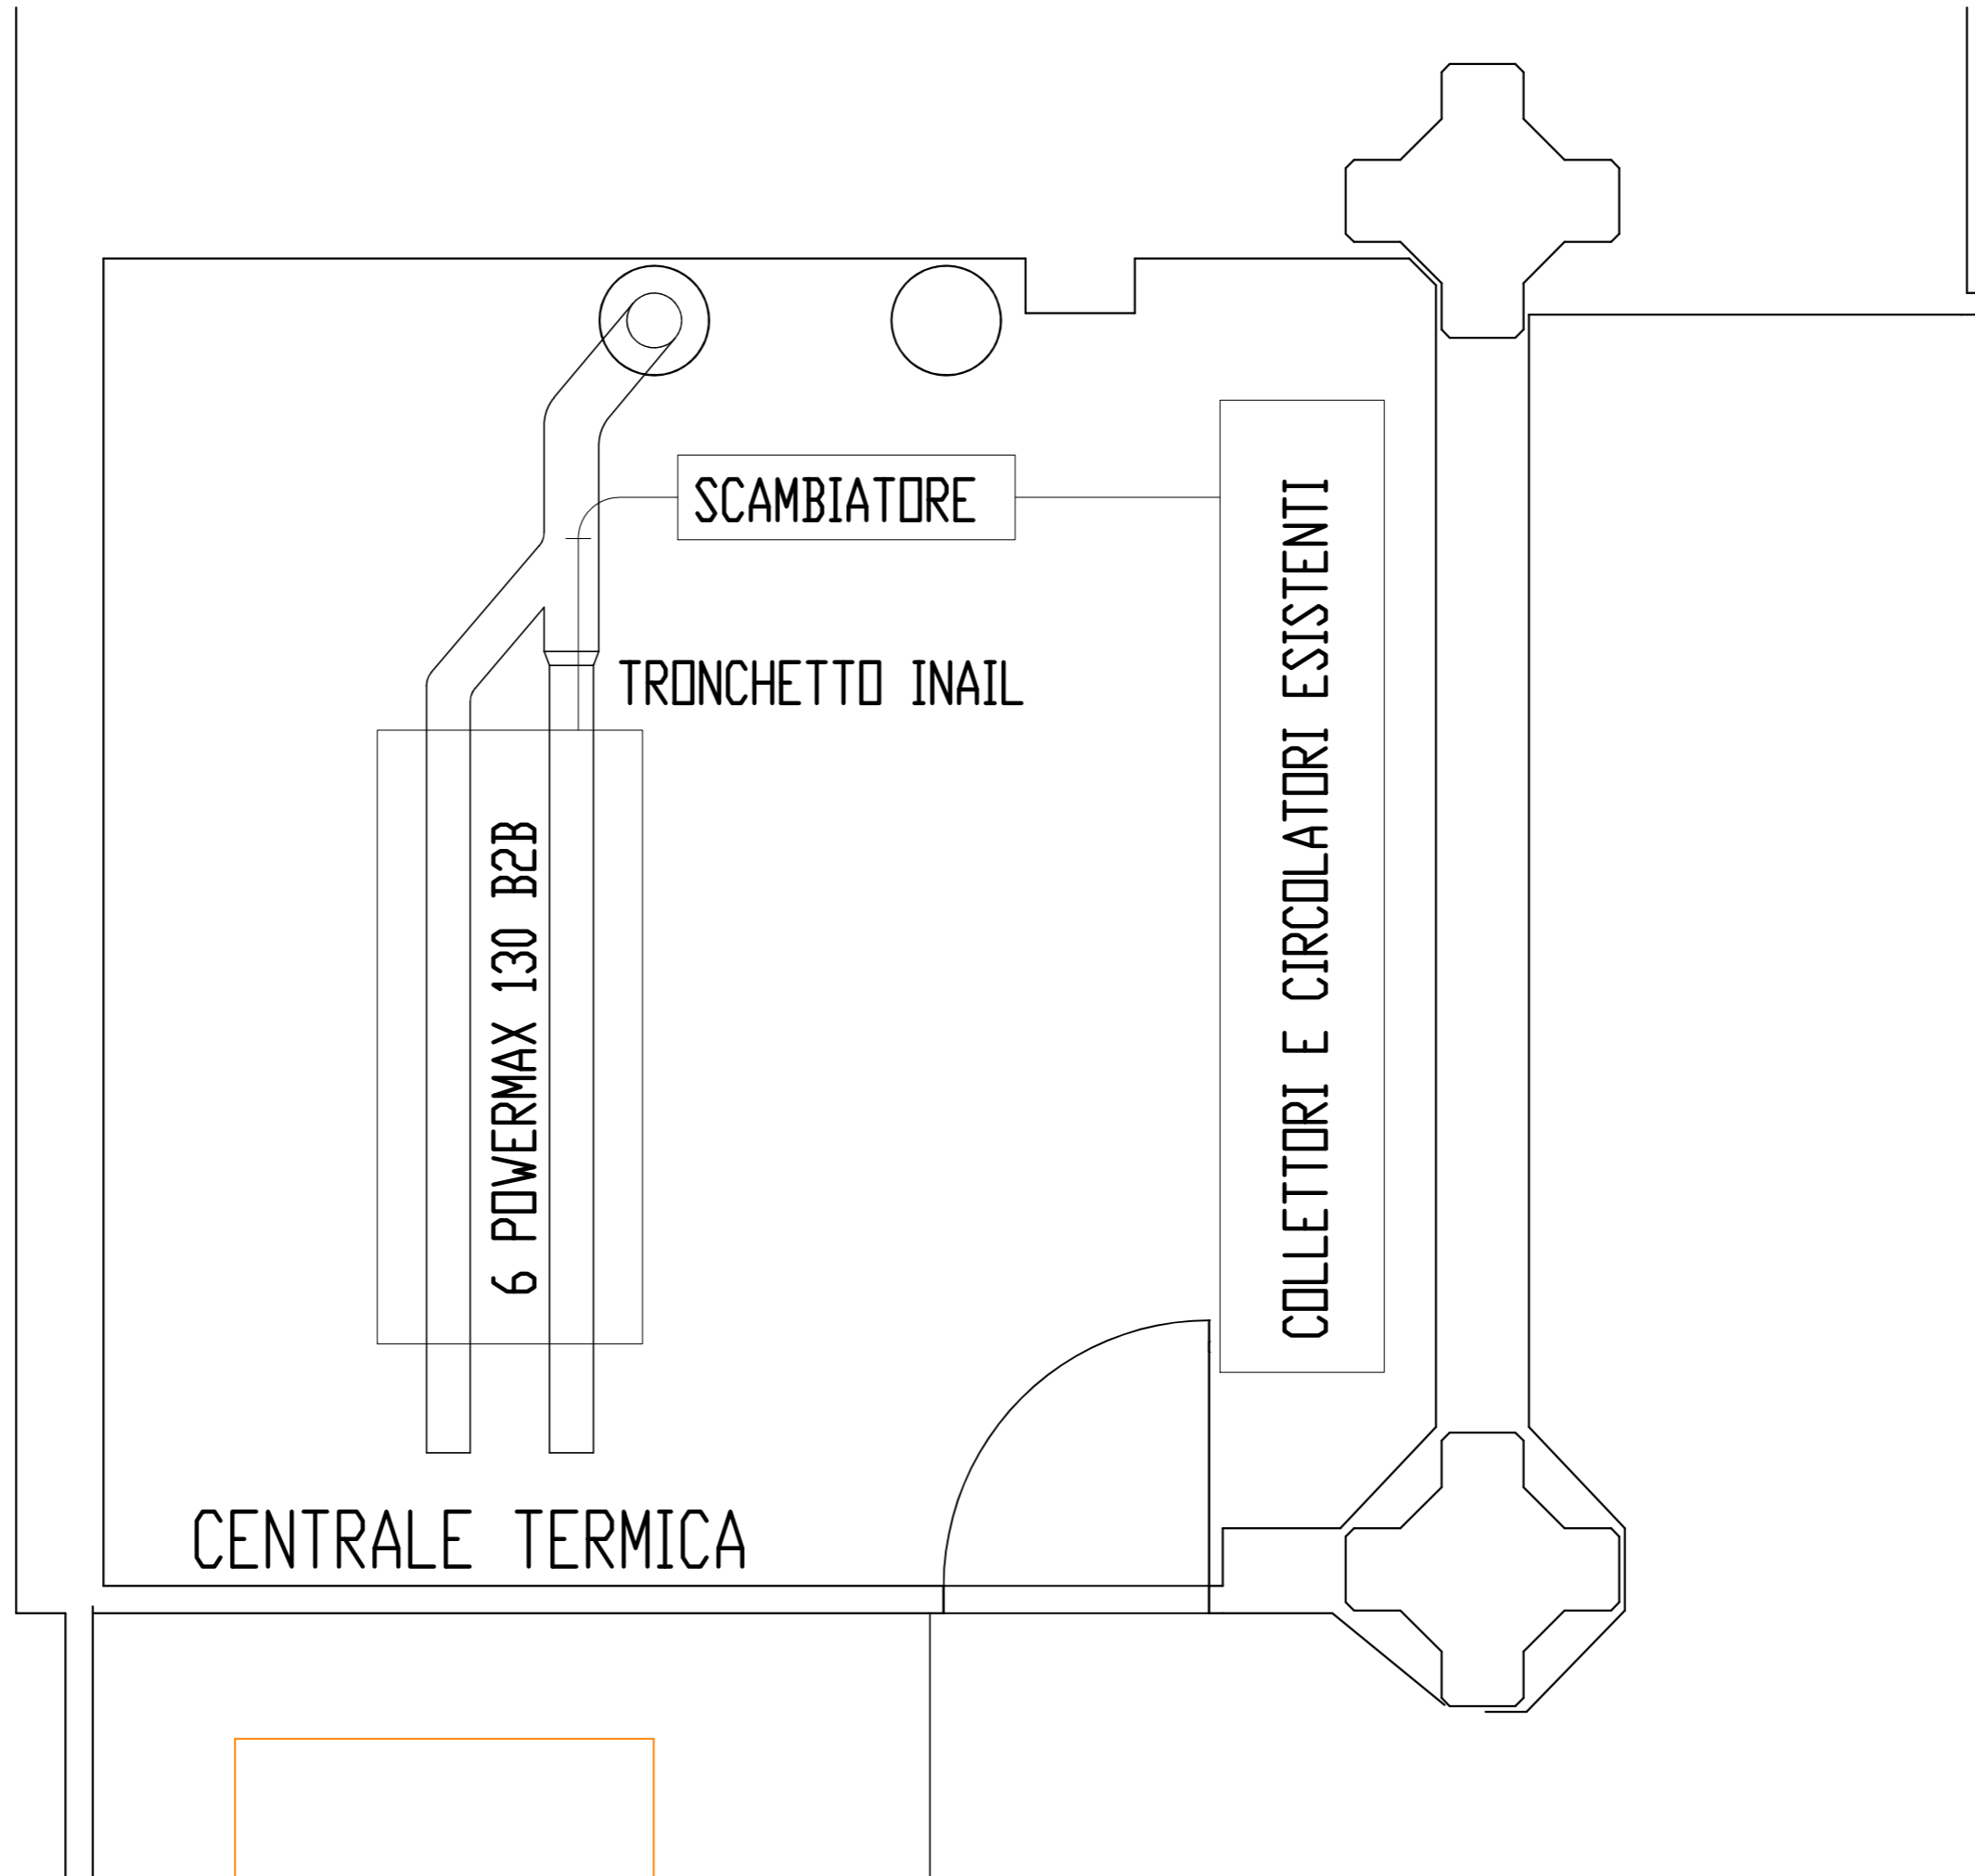 SCAMBIATORE
TRONCHETTO INAIL
6 POWERMAX 130 B2B
COLLETTORI E CIRCOLATORI ESISTENTI
CENTRALE TERMICA